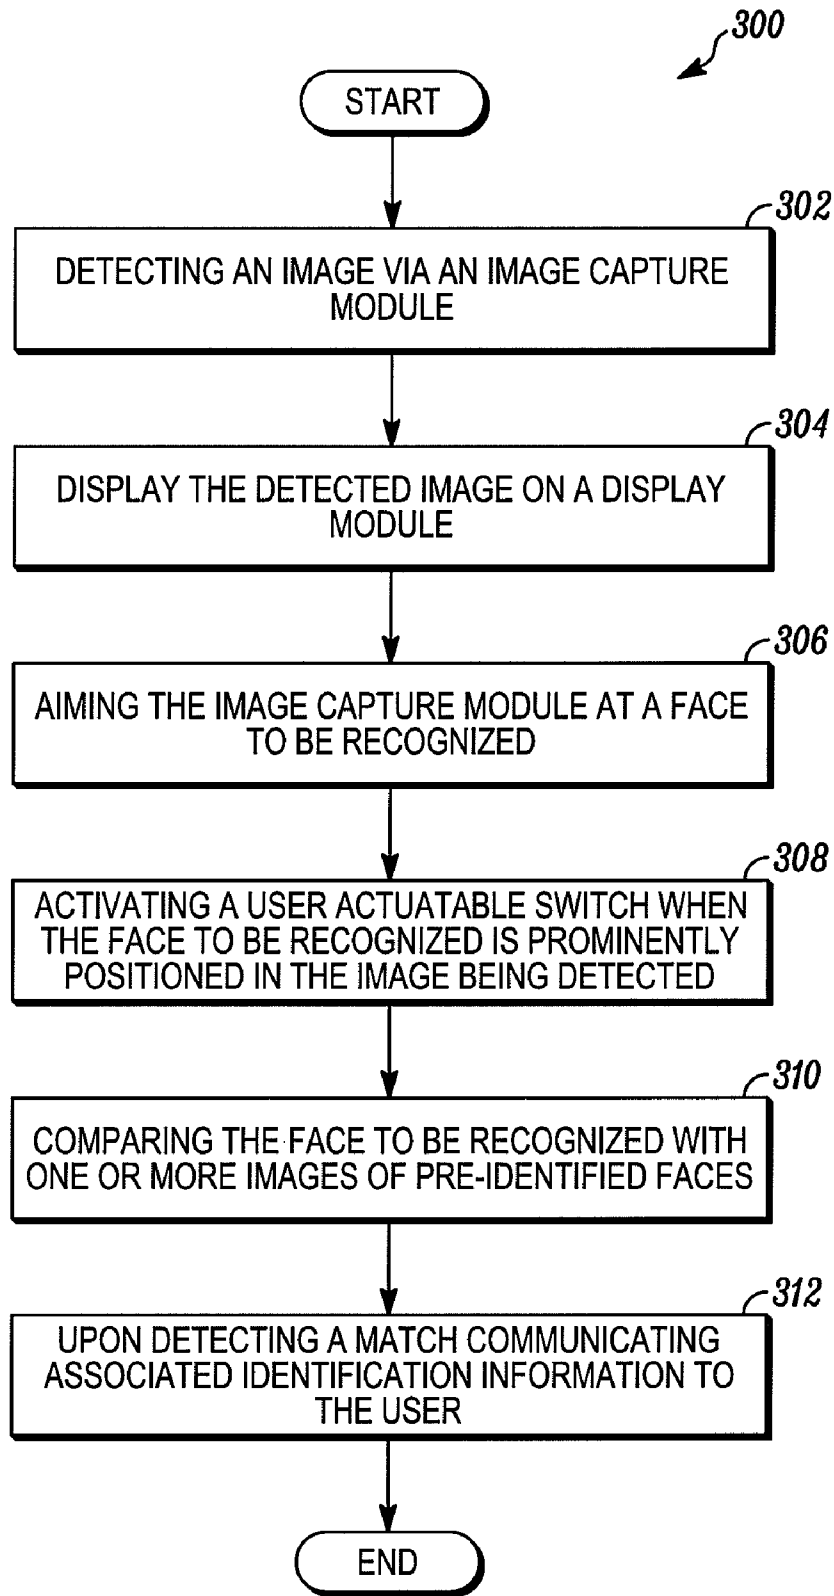 300
START
302
DETECTING AN IMAGE VIA AN IMAGE CAPTURE
MODULE
304
DISPLAY THE DETECTED IMAGE ON A DISPLAY
MODULE
306
AIMING THE IMAGE CAPTURE MODULE AT A FACE
TO BE RECOGNIZED
308
ACTIVATING A USER ACTUATABLE SWITCH WHEN
THE FACE TO BE RECOGNIZED IS PROMINENTLY
POSITIONED IN THE IMAGE BEING DETECTED
310
COMPARING THE FACE TO BE RECOGNIZED WITH
ONE OR MORE IMAGES OF PRE-IDENTIFIED FACES
312
UPON DETECTING A MATCH COMMUNICATING
ASSOCIATED IDENTIFICATION INFORMATION TO
THE USER
END